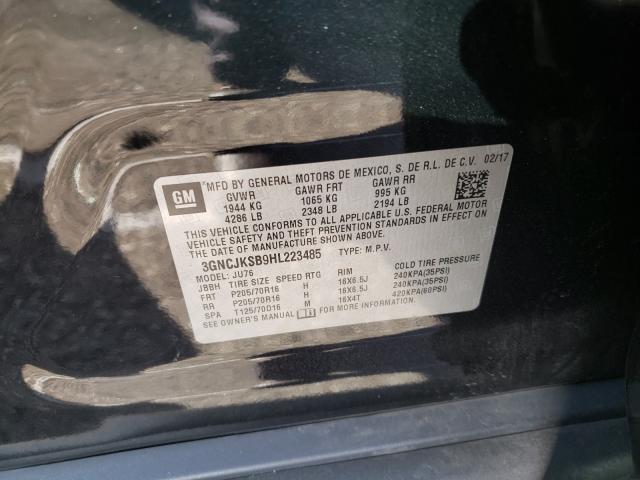 GM
MFD BY GENERAL MOTORS DE MEXICO, S. DE R.L. DE C.V. 02/17
GVWR GAWR FRT GAWR RR
1944 KG 1065 KG 995 KG
4286 LB 2348 LB 2194 LB
THIS VEHICLE CONFORMS TO ALL APPLICABLE U.S. FEDERAL MOTOR
VEHICLE SAFETY AND THEFT PREVENTION STANDARDS IN EFFECT ON
THE DATE OF MANUFACTURE SHOWN ABOVE.
3GNCJKSB9HL223485 TYPE: M.P.V.
MODEL: JU76
JBBH TIRE SIZE SPEED RTG RIM COLD TIRE PRESSURE
FRT P205/70R16 H 16X6.5J 240KPA(35PSI)
RR P205/70R16 H 16X6.5J 240KPA(35PSI)
SPA T125/70D16 M 16X4T 420KPA(60PSI)
SEE OWNER'S MANUAL FOR MORE INFORMATION